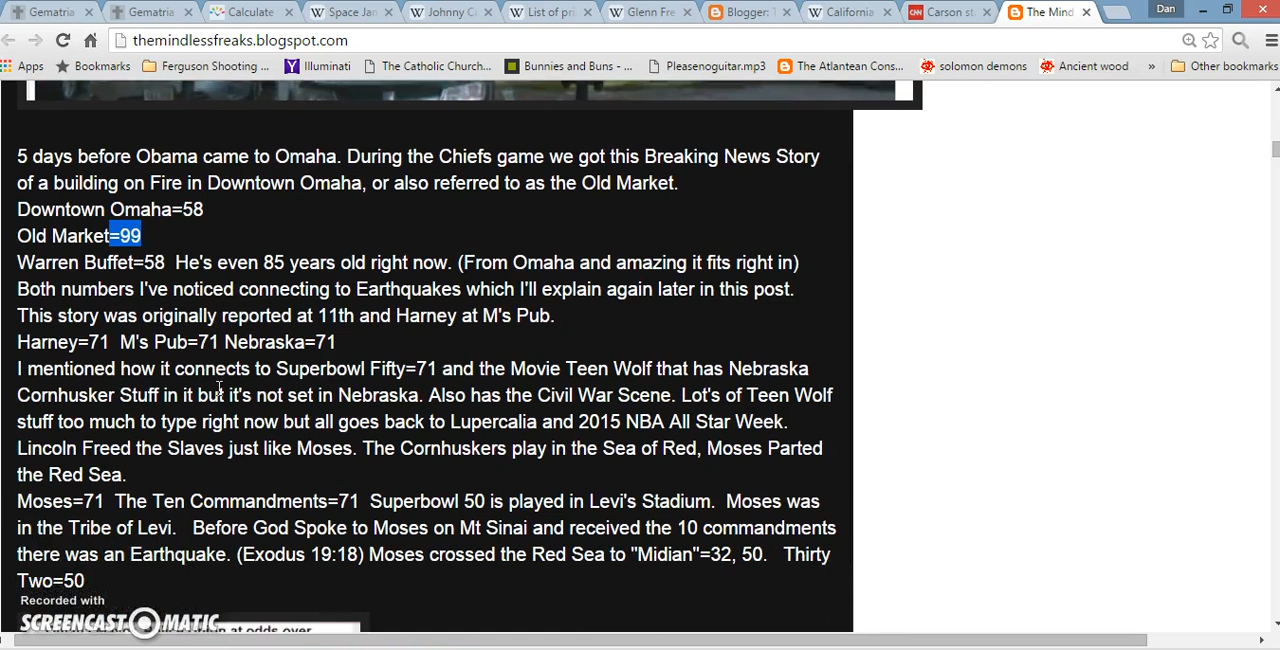 Gematria
Gematria
Calculate
Space Jan
Johnny C
List of pri
Glenn Fre
Blogger: T
California
Carson st
The Mind
Dan
themindlessfreaks.blogspot.com
Apps
Bookmarks
Ferguson Shooting ...
Illuminati
The Catholic Church...
Bunnies and Buns - ...
Pleasenoguitar.mp3
The Atlantean Cons...
solomon demons
Ancient wood
»
Other bookmarks
5 days before Obama came to Omaha. During the Chiefs game we got this Breaking News Story
of a building on Fire in Downtown Omaha, or also referred to as the Old Market.
Downtown Omaha=58
Old Market=99
Warren Buffet=58  He's even 85 years old right now. (From Omaha and amazing it fits right in)
Both numbers I've noticed connecting to Earthquakes which I'll explain again later in this post.
This story was originally reported at 11th and Harney at M's Pub.
Harney=71  M's Pub=71 Nebraska=71
I mentioned how it connects to Superbowl Fifty=71 and the Movie Teen Wolf that has Nebraska
Cornhusker Stuff in it but it's not set in Nebraska. Also has the Civil War Scene. Lot's of Teen Wolf
stuff too much to type right now but all goes back to Lupercalia and 2015 NBA All Star Week.
Lincoln Freed the Slaves just like Moses. The Cornhuskers play in the Sea of Red, Moses Parted
the Red Sea.
Moses=71  The Ten Commandments=71  Superbowl 50 is played in Levi's Stadium.  Moses was
in the Tribe of Levi.   Before God Spoke to Moses on Mt Sinai and received the 10 commandments
there was an Earthquake. (Exodus 19:18) Moses crossed the Red Sea to "Midian"=32, 50.   Thirty
Two=50
Recorded with
SCREENCAST MATIC
at odds over